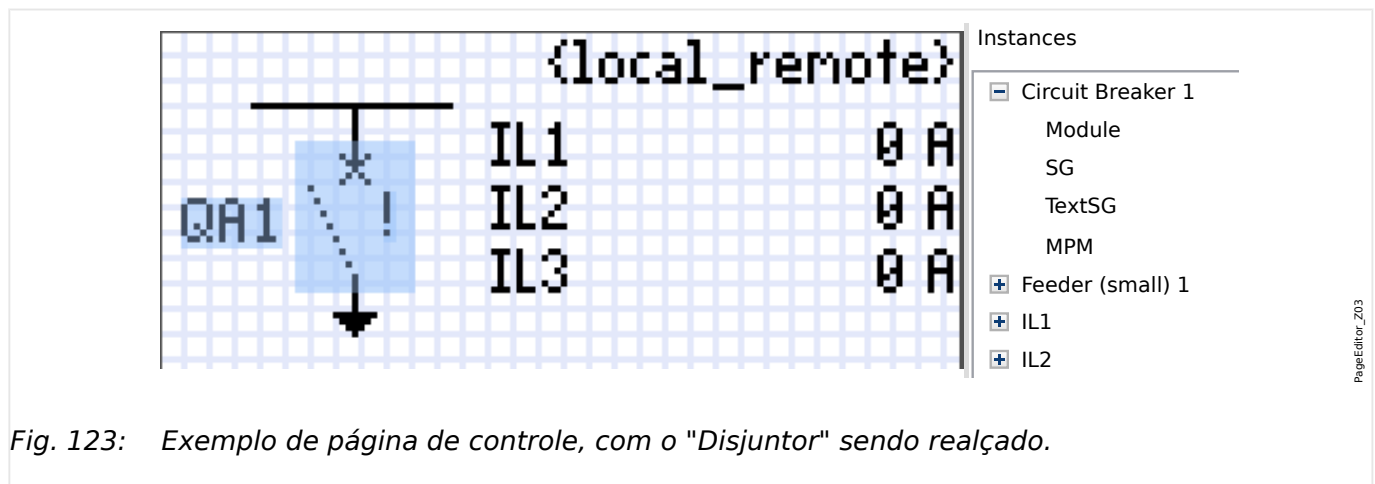 {local_remote}
IL1 0 A
QA1 !
IL2 0 A
IL3 0 A
Instances
Circuit Breaker 1
Module
SG
TextSG
MPM
Feeder (small) 1
IL1
IL2
PageEditor_Z03
Fig. 123: Exemplo de página de controle, com o "Disjuntor" sendo realçado.